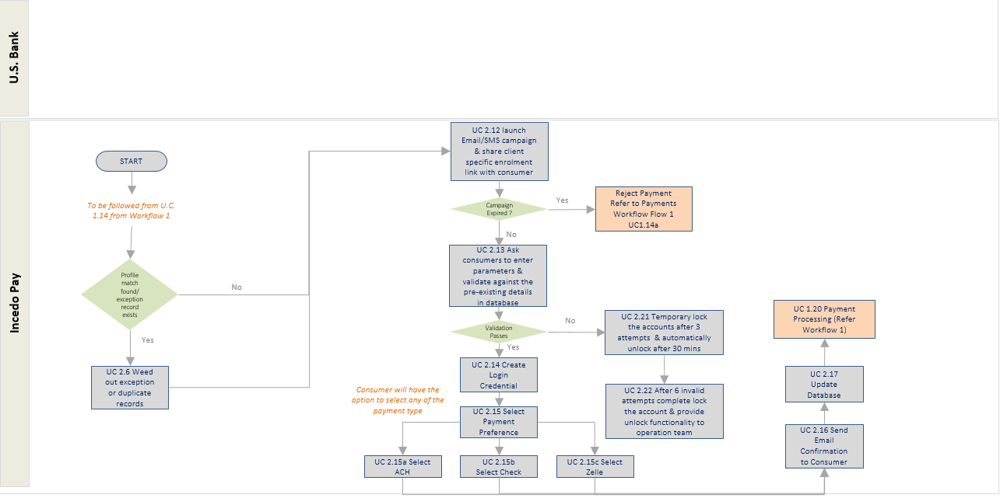 U.S. Bank
Incedo Pay
START
To be followed from U.C.
1.14 from Workflow 1
Profile
match
found/
exception
record
exists
No
Yes
UC 2.6 Weed
out exception
or duplicate
records
UC 2.12 launch
Email/SMS campaign
& share client
specific enrolment
link with consumer
Campaign
Expired ?
Yes
Reject Payment
Refer to Payments
Workflow Flow 1
UC1.14a
No
UC 2.13 Ask
consumers to enter
parameters &
validate against the
pre-existing details
in database
Validation
Passes
No
UC 2.21 Temporary lock
the accounts after 3
attempts & automatically
unlock after 30 mins
UC 2.22 After 6 invalid
attempts complete lock
the account & provide
unlock functionality to
operation team
Yes
UC 2.14 Create
Login
Credential
Consumer will have the
option to select any of the
payment type
UC 2.15 Select
Payment
Preference
UC 2.15a Select
ACH
UC 2.15b
Select Check
UC 2.15c Select
Zelle
UC 1.20 Payment
Processing (Refer
Workflow 1)
UC 2.17
Update
Database
UC 2.16 Send
Email
Confirmation
to Consumer